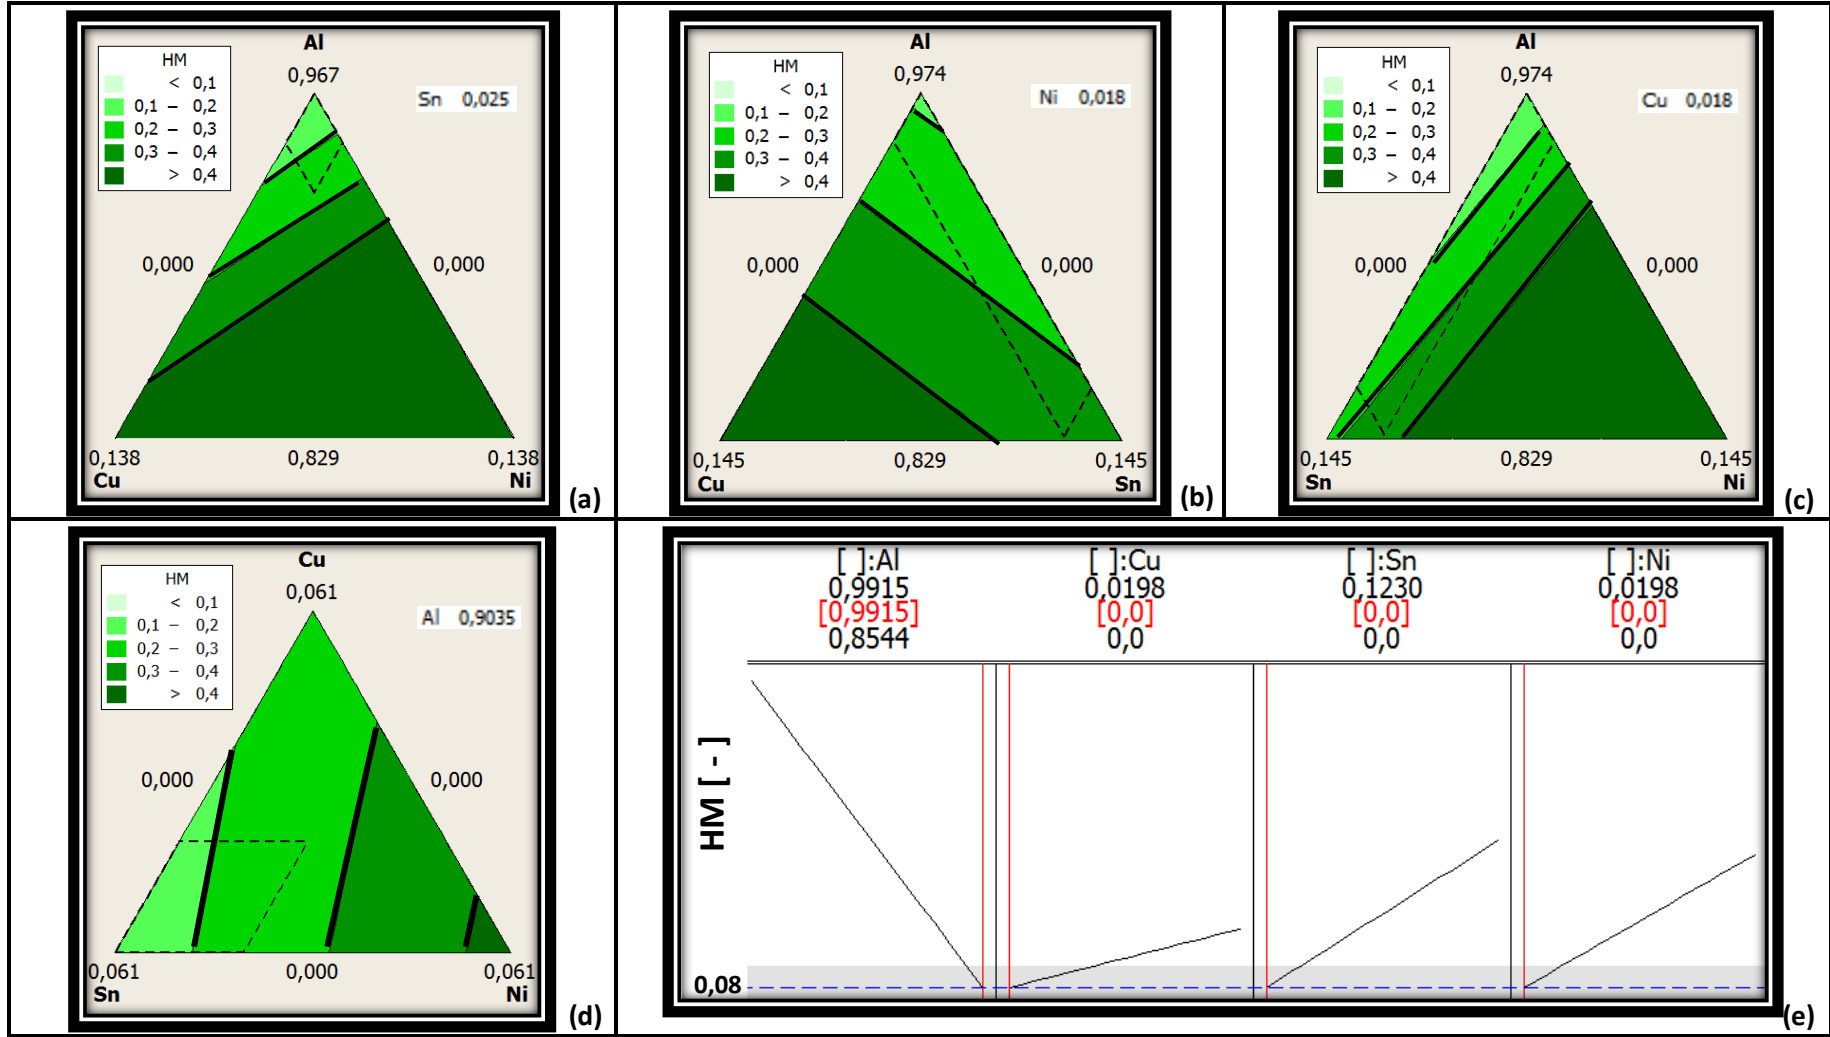 Al
0,967
HM
< 0,1
0,1 – 0,2
0,2 – 0,3
0,3 – 0,4
> 0,4
Sn 0,025
0,000
0,000
0,138
0,829
0,138
Cu
Ni
(a)
Al
0,974
HM
< 0,1
0,1 – 0,2
0,2 – 0,3
0,3 – 0,4
> 0,4
Ni 0,018
0,000
0,000
0,145
0,829
0,145
Cu
Sn
(b)
Al
0,974
HM
< 0,1
0,1 – 0,2
0,2 – 0,3
0,3 – 0,4
> 0,4
Cu 0,018
0,000
0,000
0,145
0,829
0,145
Sn
Ni
(c)
Cu
0,061
HM
< 0,1
0,1 – 0,2
0,2 – 0,3
0,3 – 0,4
> 0,4
Al 0,9035
0,000
0,000
0,061
0,000
0,061
Sn
Ni
(d)
[ ]:Al [ ]:Cu [ ]:Sn [ ]:Ni
0,9915 0,0198 0,1230 0,0198
[0,9915] [0,0] [0,0] [0,0]
0,8544 0,0 0,0 0,0
HM [ - ]
0,08
(e)